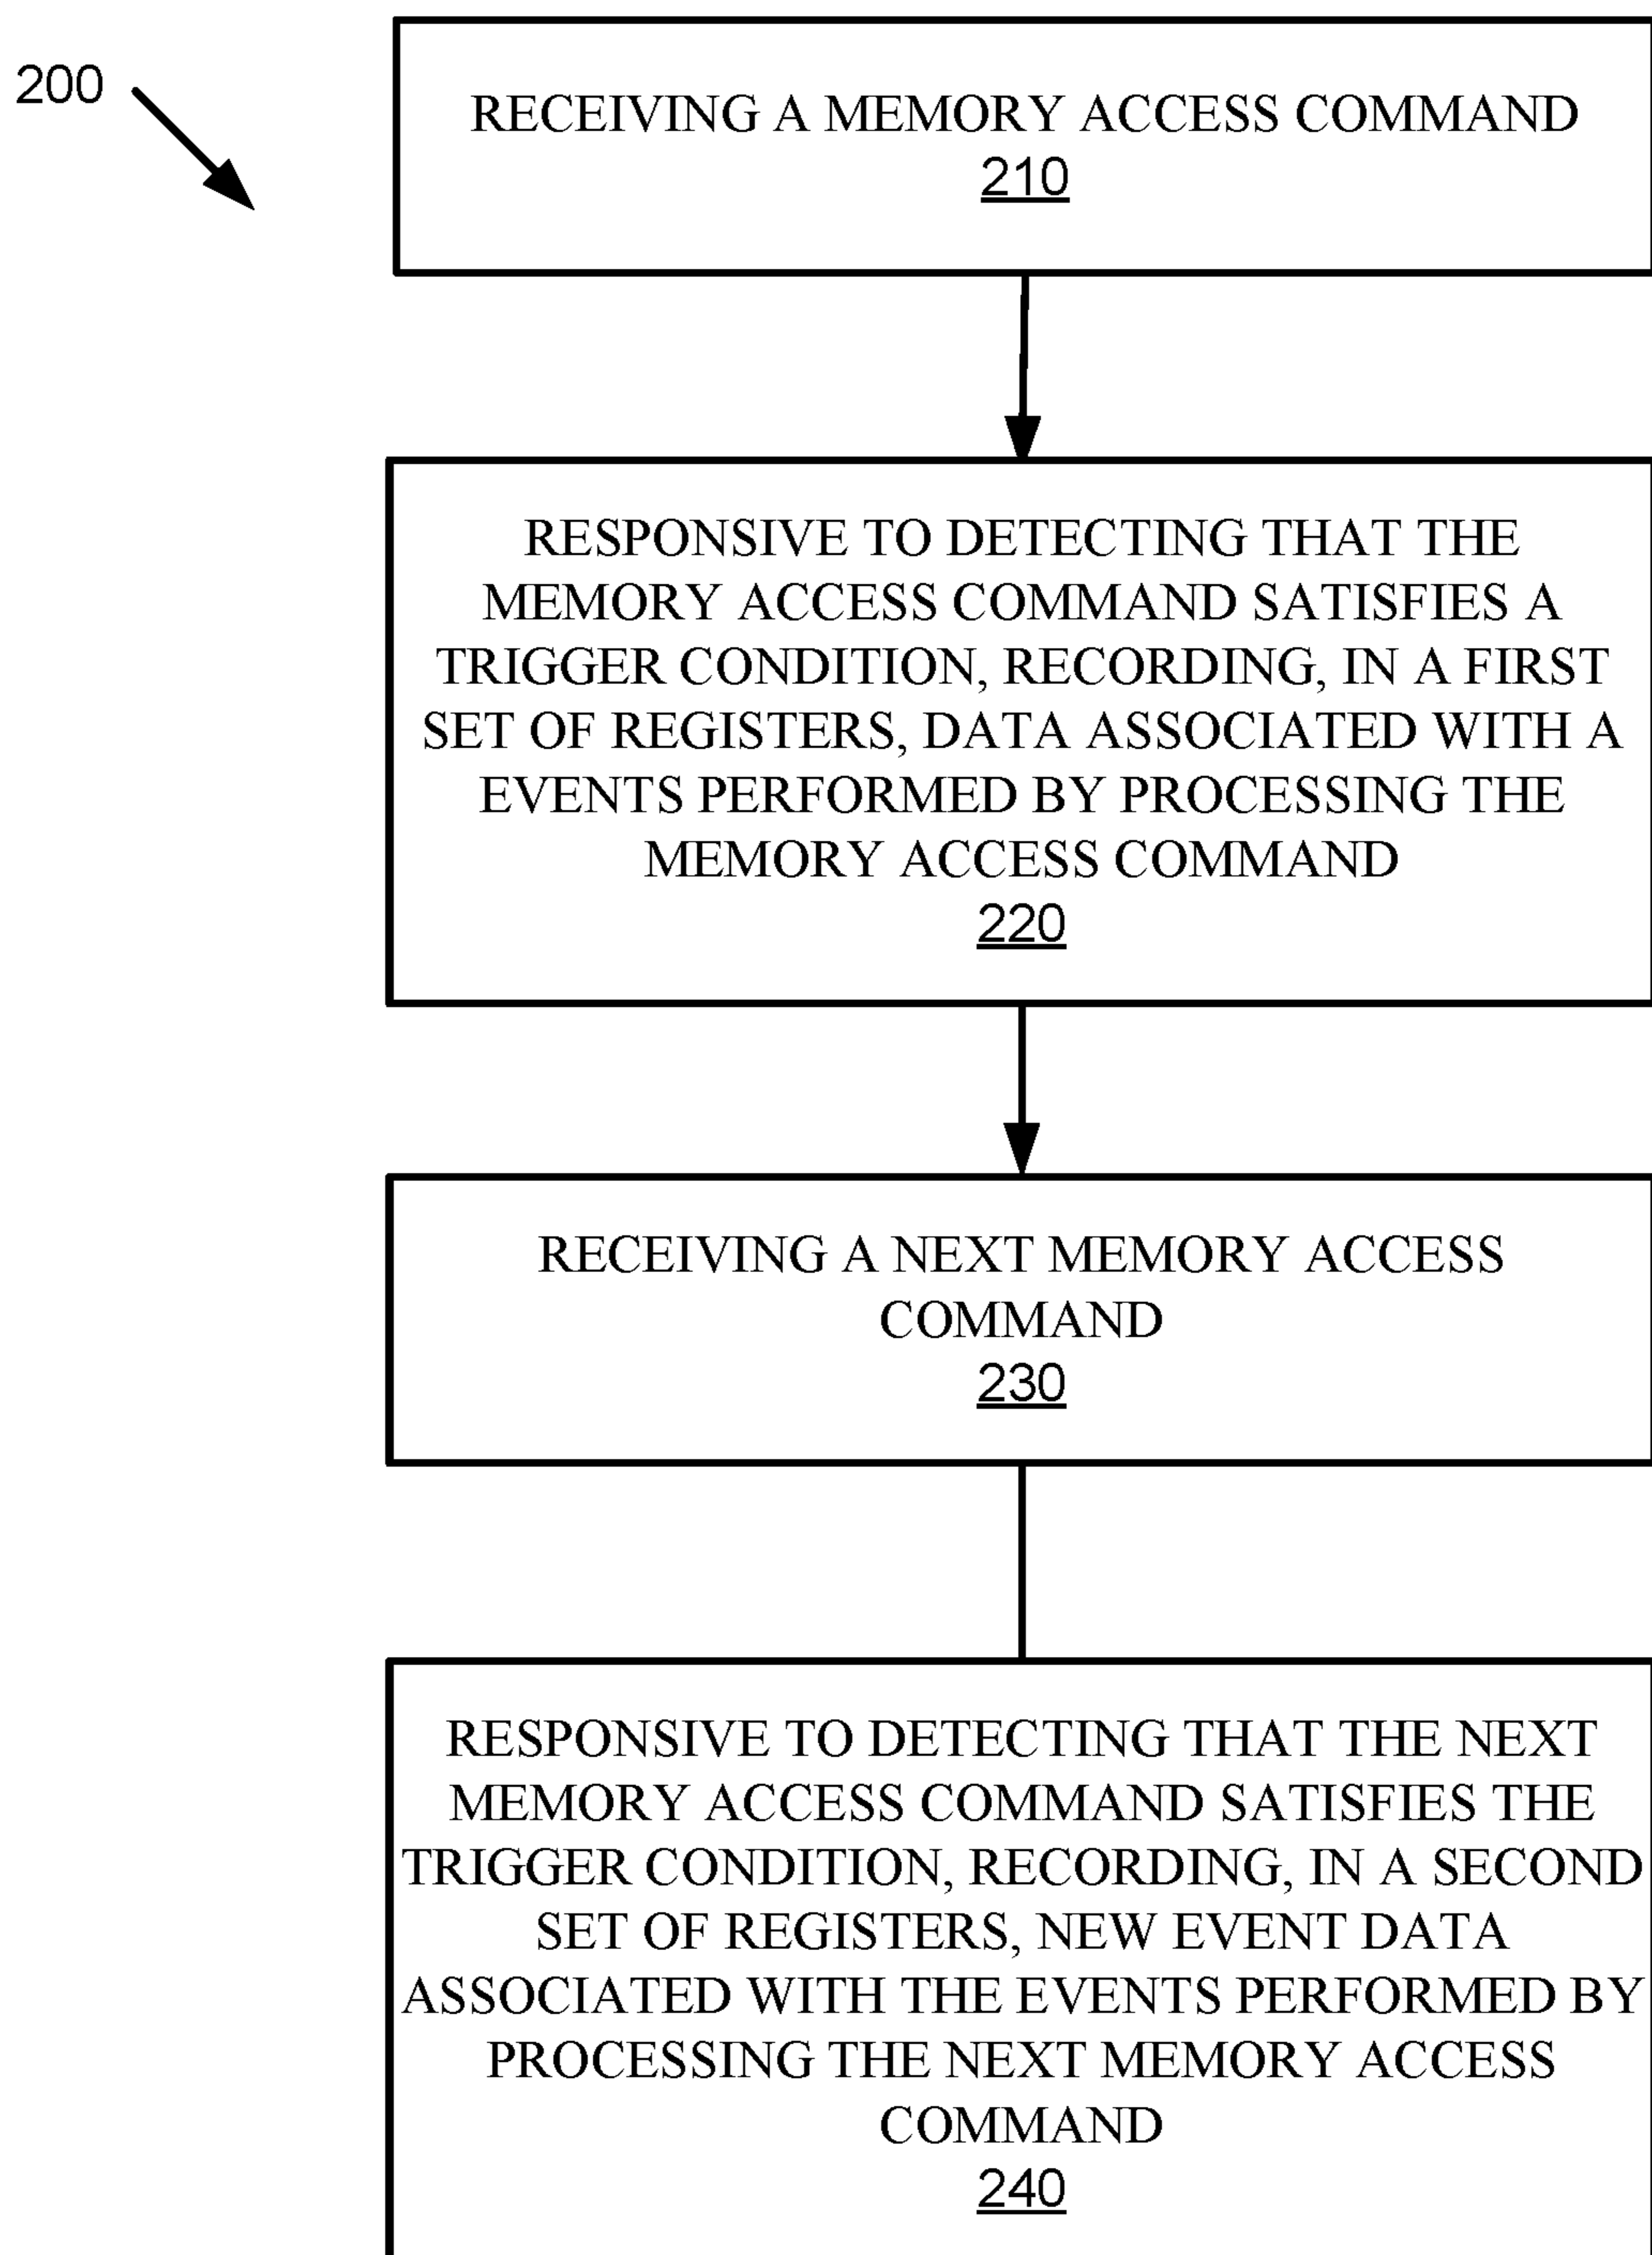 200
RECEIVING A MEMORY ACCESS COMMAND
210
RESPONSIVE TO DETECTING THAT THE
MEMORY ACCESS COMMAND SATISFIES A
TRIGGER CONDITION, RECORDING, IN A FIRST
SET OF REGISTERS, DATA ASSOCIATED WITH A
EVENTS PERFORMED BY PROCESSING THE
MEMORY ACCESS COMMAND
220
RECEIVING A NEXT MEMORY ACCESS
COMMAND
230
RESPONSIVE TO DETECTING THAT THE NEXT
MEMORY ACCESS COMMAND SATISFIES THE
TRIGGER CONDITION, RECORDING, IN A SECOND
SET OF REGISTERS, NEW EVENT DATA
ASSOCIATED WITH THE EVENTS PERFORMED BY
PROCESSING THE NEXT MEMORY ACCESS
COMMAND
240